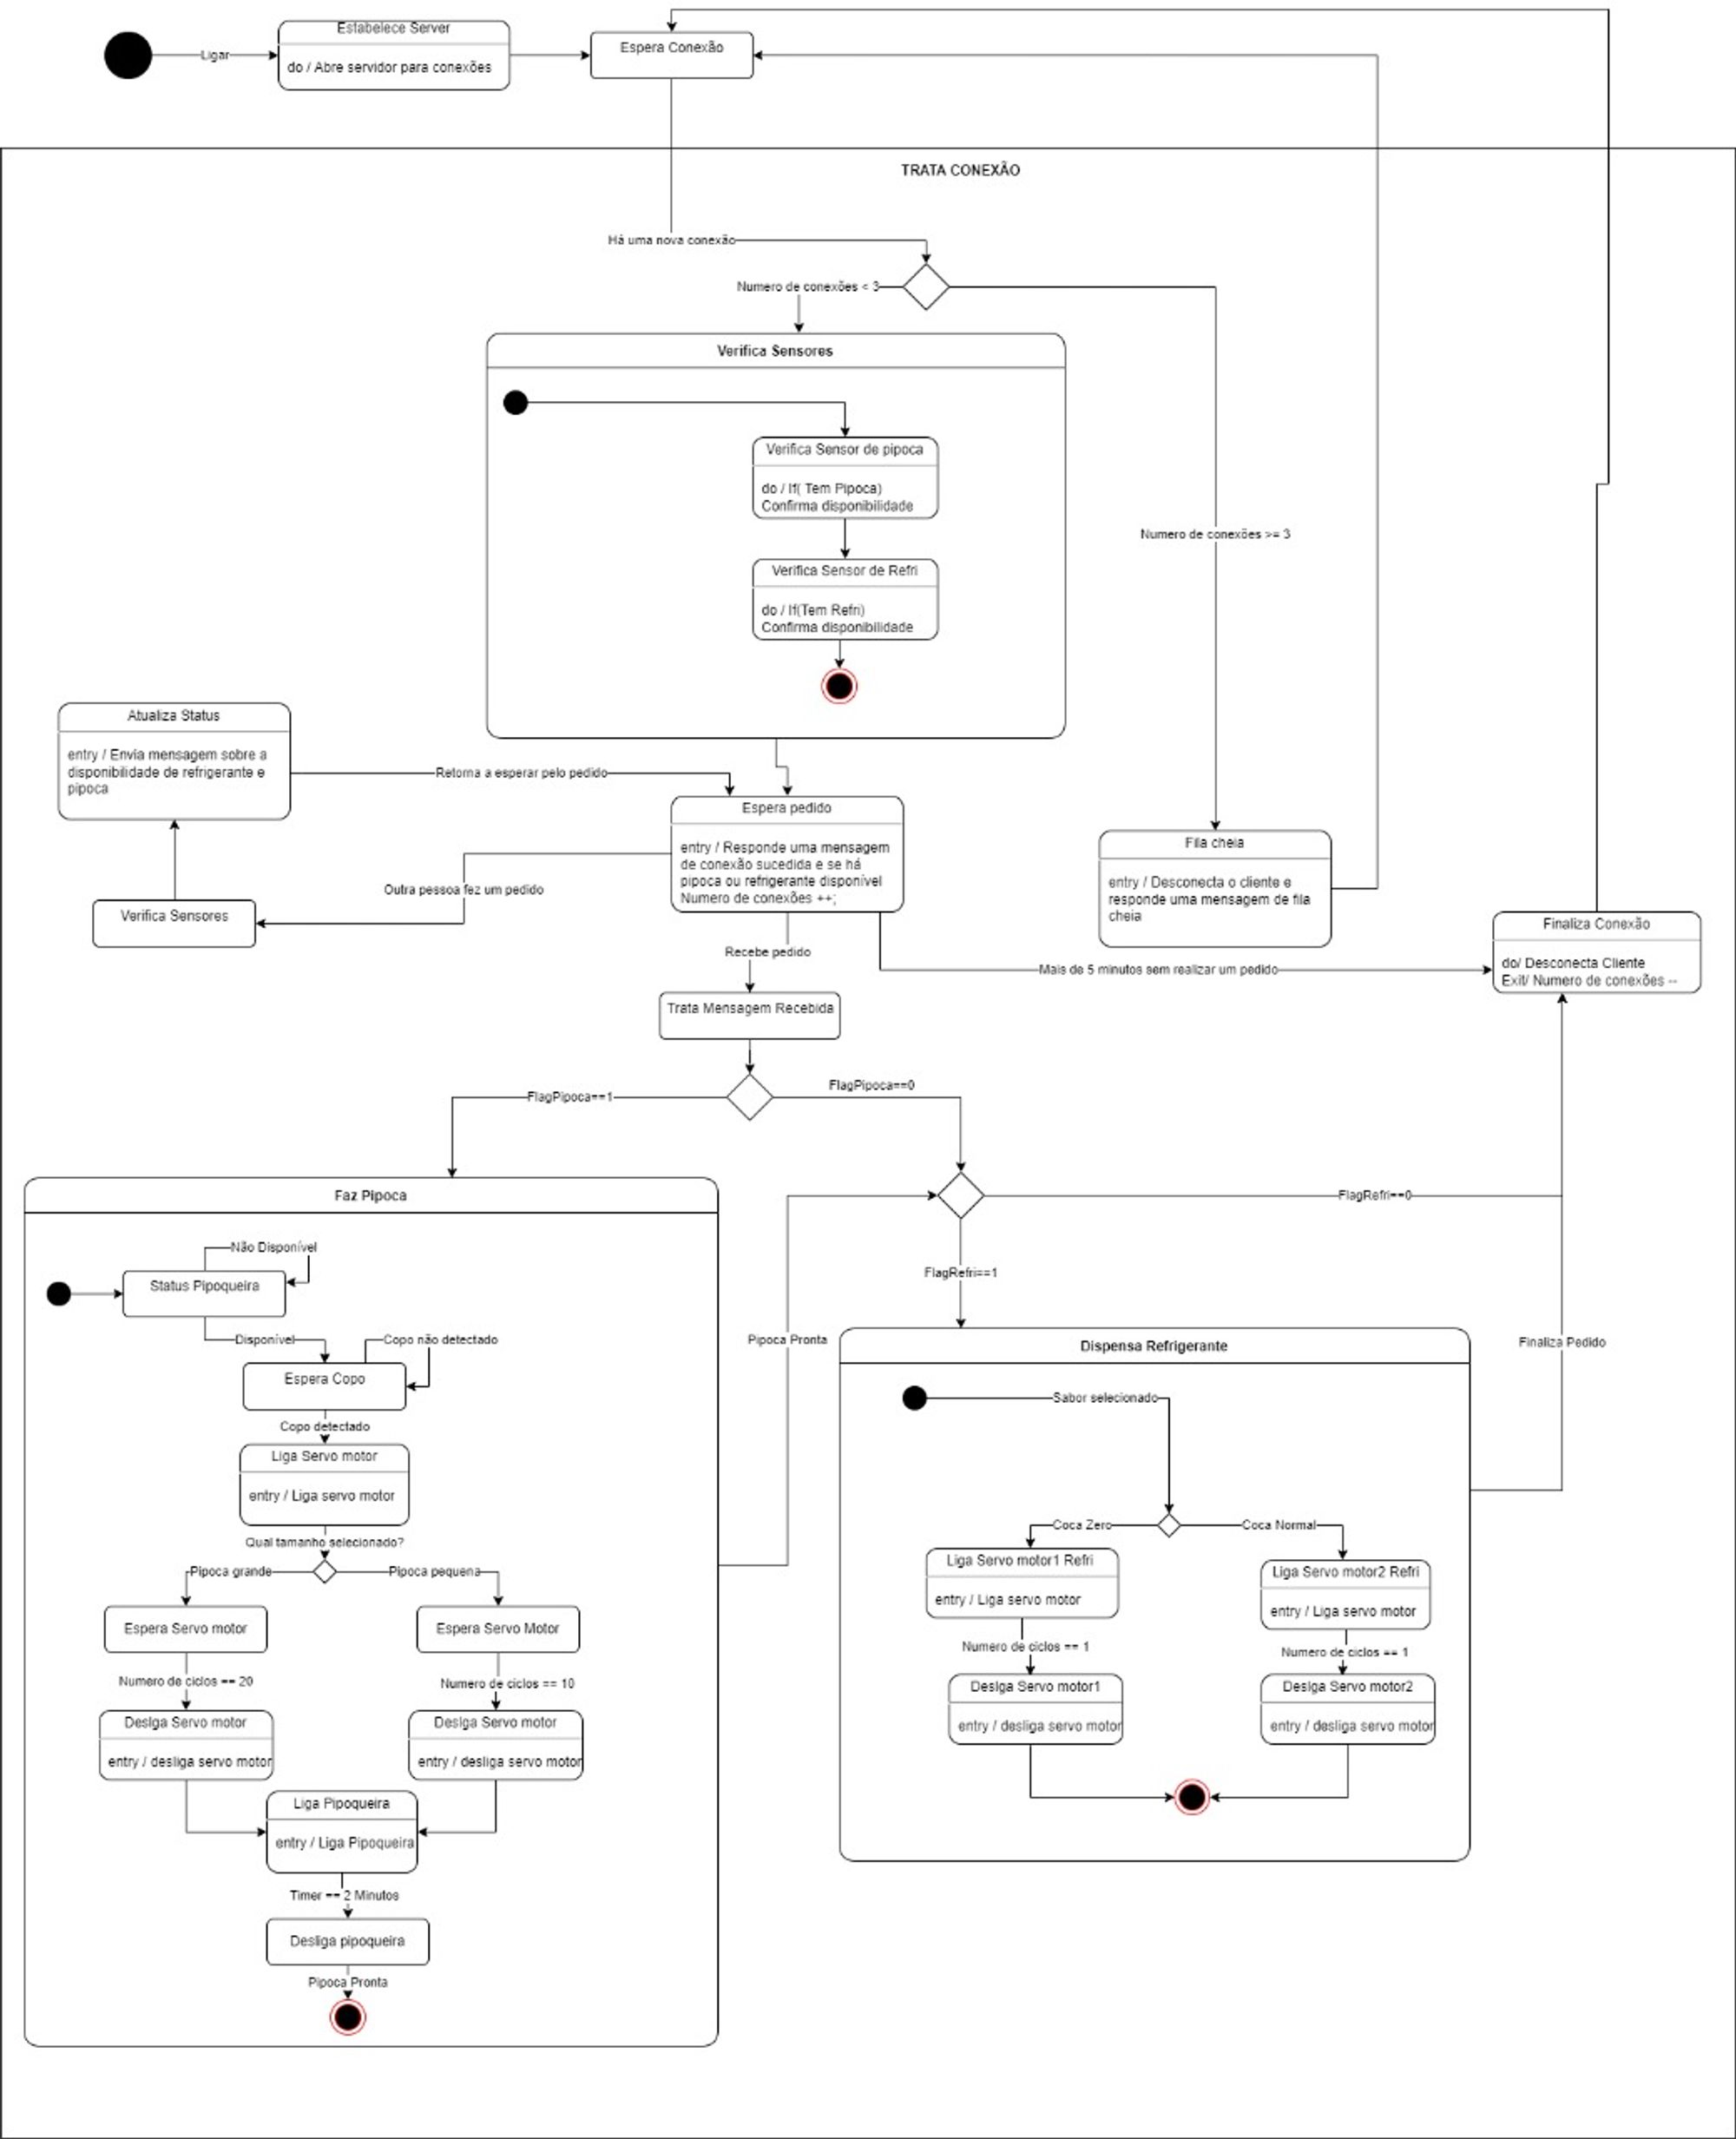 Estabelece Server
do / Abre servidor para conexões
Ligar
Espera Conexão
TRATA CONEXÃO
Há uma nova conexão
Numero de conexões < 3
Verifica Sensores
Verifica Sensor de pipoca
do / If( Tem Pipoca)
Confirma disponibilidade
Numero de conexões >= 3
Verifica Sensor de Refri
do / If(Tem Refri)
Confirma disponibilidade
Atualiza Status
entry / Envia mensagem sobre a
disponibilidade de refrigerante e
pipoca
Retorna a esperar pelo pedido
Espera pedido
entry / Responde uma mensagem
de conexão sucedida e se há
pipoca ou refrigerante disponível
Numero de conexões ++;
Outra pessoa fez um pedido
Verifica Sensores
Fila cheia
entry / Desconecta o cliente e
responde uma mensagem de fila
cheia
Finaliza Conexão
do/ Desconecta Cliente
Exit/ Numero de conexões --
Recebe pedido
Mais de 5 minutos sem realizar um pedido
Trata Mensagem Recebida
FlagPipoca==1
FlagPipoca==0
Faz Pipoca
FlagRefri==0
Não Disponível
Status Pipoqueira
FlagRefri==1
Disponível
Copo não detectado
Pipoca Pronta
Finaliza Pedido
Espera Copo
Copo detectado
Liga Servo motor
entry / Liga servo motor
Qual tamanho selecionado?
Pipoca grande
Pipoca pequena
Espera Servo motor
Espera Servo Motor
Numero de ciclos == 20
Numero de ciclos == 10
Deslga Servo motor
entry / desliga servo motor
Deslga Servo motor
entry / desliga servo motor
Liga Pipoqueira
entry / Liga Pipoqueira
Timer == 2 Minutos
Desliga pipoqueira
Pipoca Pronta
Dispensa Refrigerante
Sabor selecionado
Coca Zero
Coca Normal
Liga Servo motor1 Refri
entry / Liga servo motor
Liga Servo motor2 Refri
entry / Liga servo motor
Numero de ciclos == 1
Numero de ciclos == 1
Deslga Servo motor1
entry / desliga servo motor
Deslga Servo motor2
entry / desliga servo motor